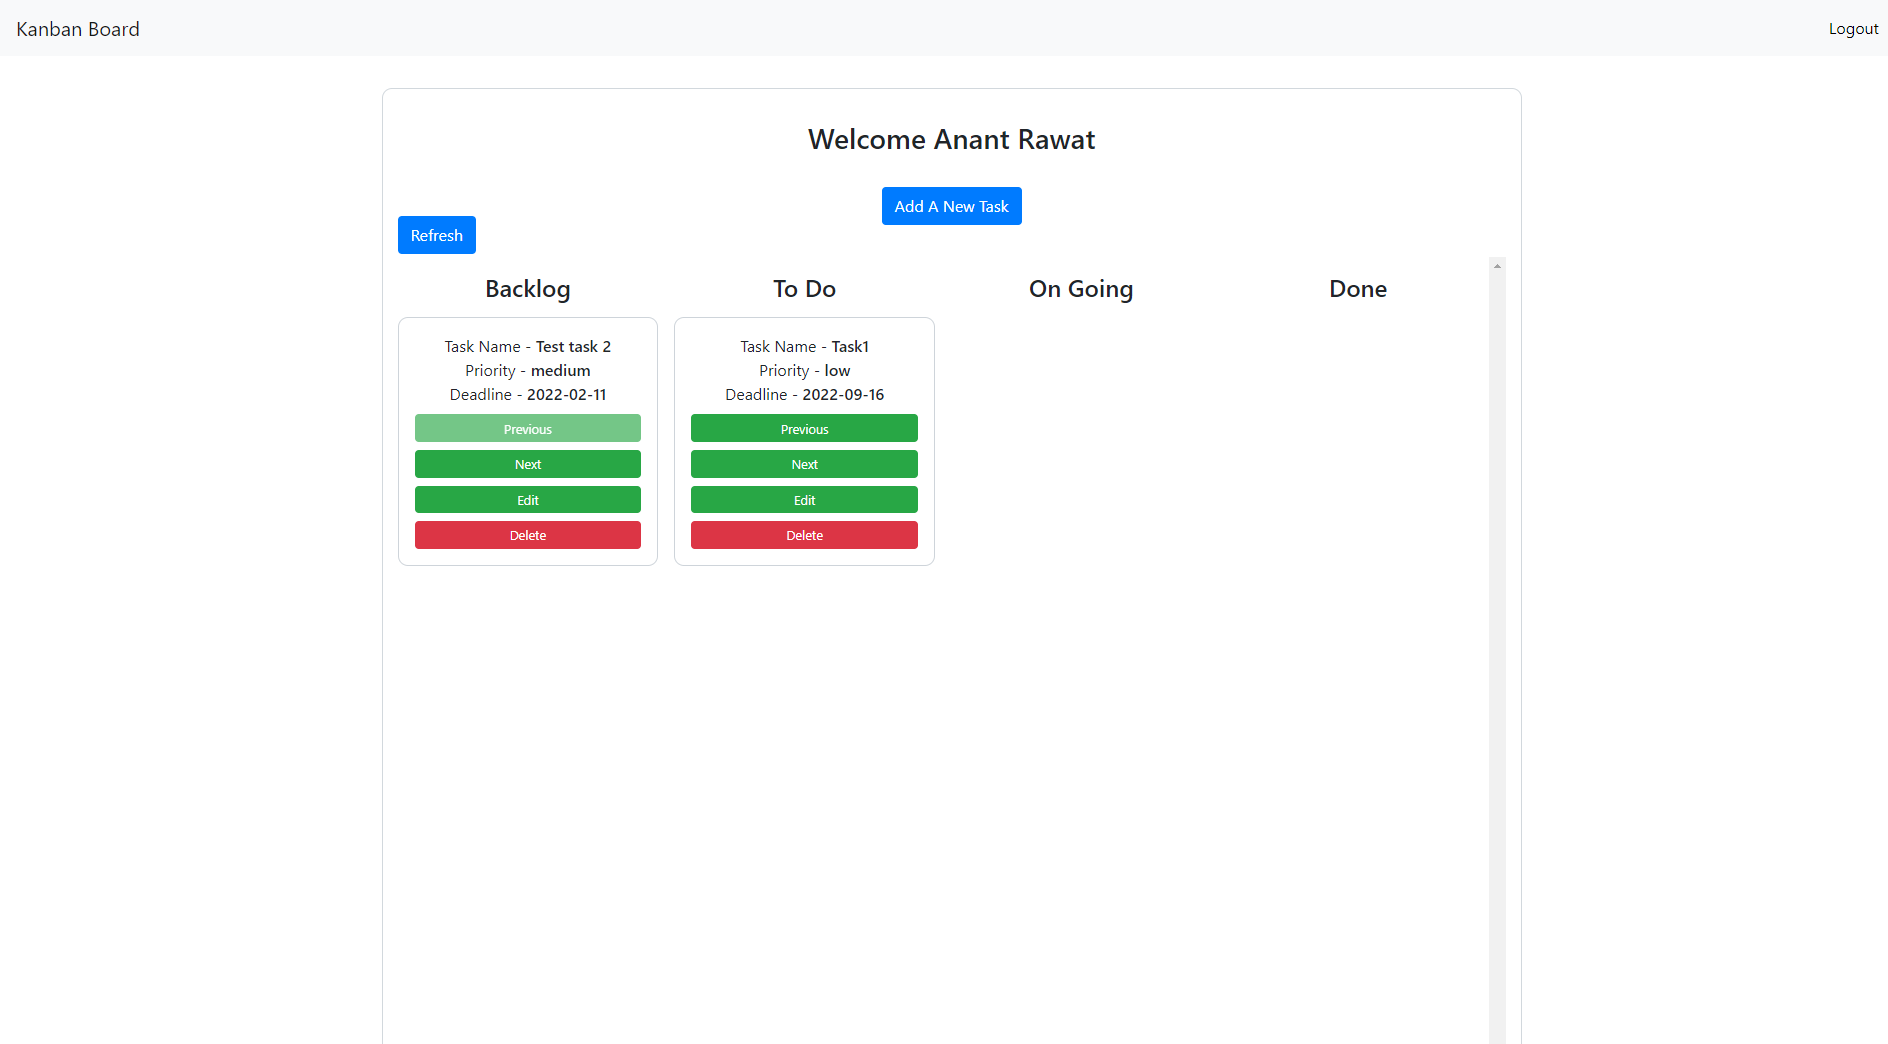 Kanban Board
Logout
Welcome Anant Rawat
Add A New Task
Refresh
Backlog
To Do
On Going
Done
Task Name - Test task 2
Priority - medium
Deadline - 2022-02-11
Previous
Next
Edit
Delete
Task Name - Task1
Priority - low
Deadline - 2022-09-16
Previous
Next
Edit
Delete